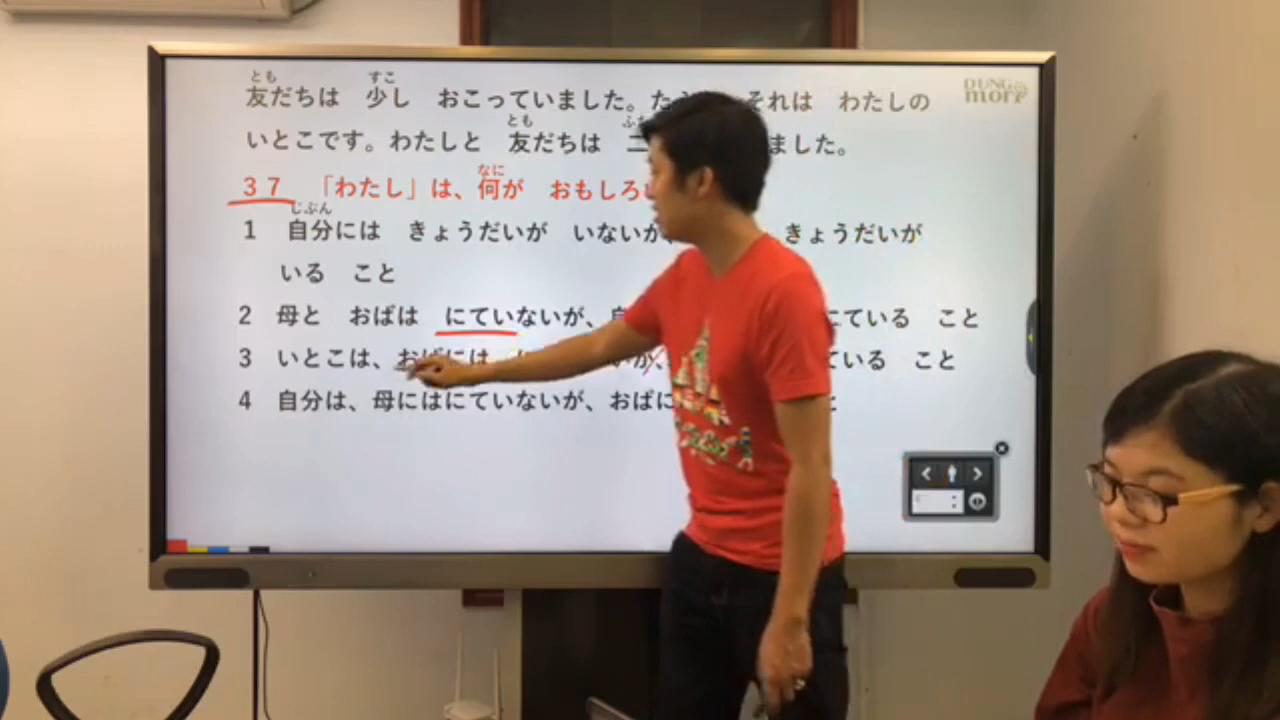 友だちは 少し おこっていました。 それは わたしの
いとこです。わたしと 友だちは 二 ました。
37 「わたし」は、何が おもしろ
1 自分には きょうだいが いないが、 きょうだいが
いる こと
2 母と おばは にていないが、 にている こと
3 いとこは、おばには ている こと
4 自分は、母にはにていないが、おばに
DUNG mori